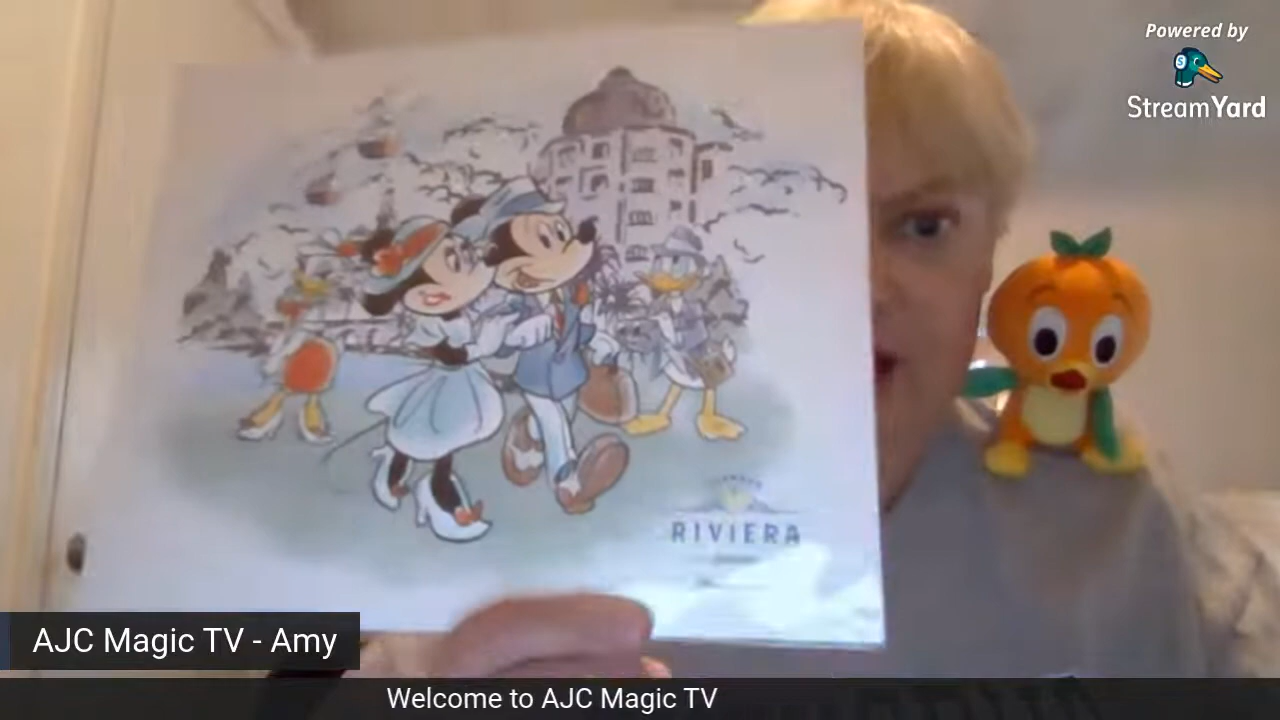 Powered by
StreamYard
RIVIERA
AJC Magic TV - Amy
Welcome to AJC Magic TV